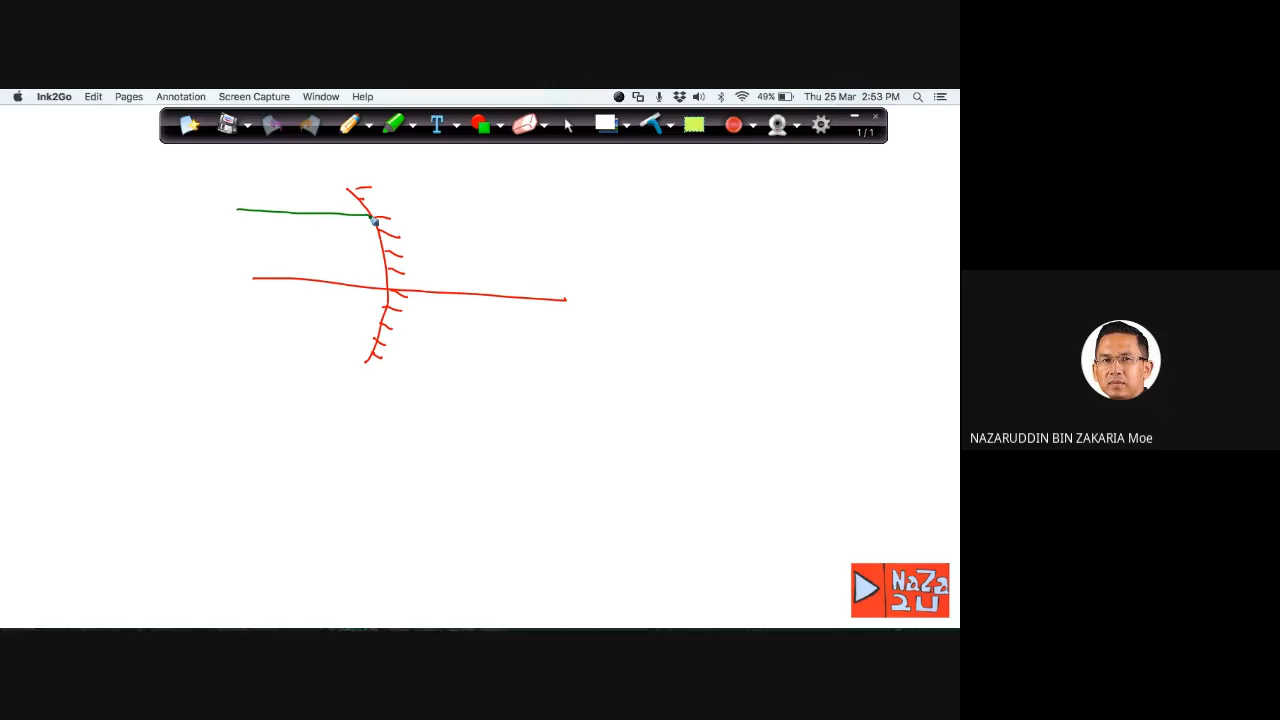 Ink2Go Edit Pages Annotation Screen Capture Window Help 49% Thu 25 Mar 2:53 PM
T
1/1
NAZARUDDIN BIN ZAKARIA Moe
NaZa
2U